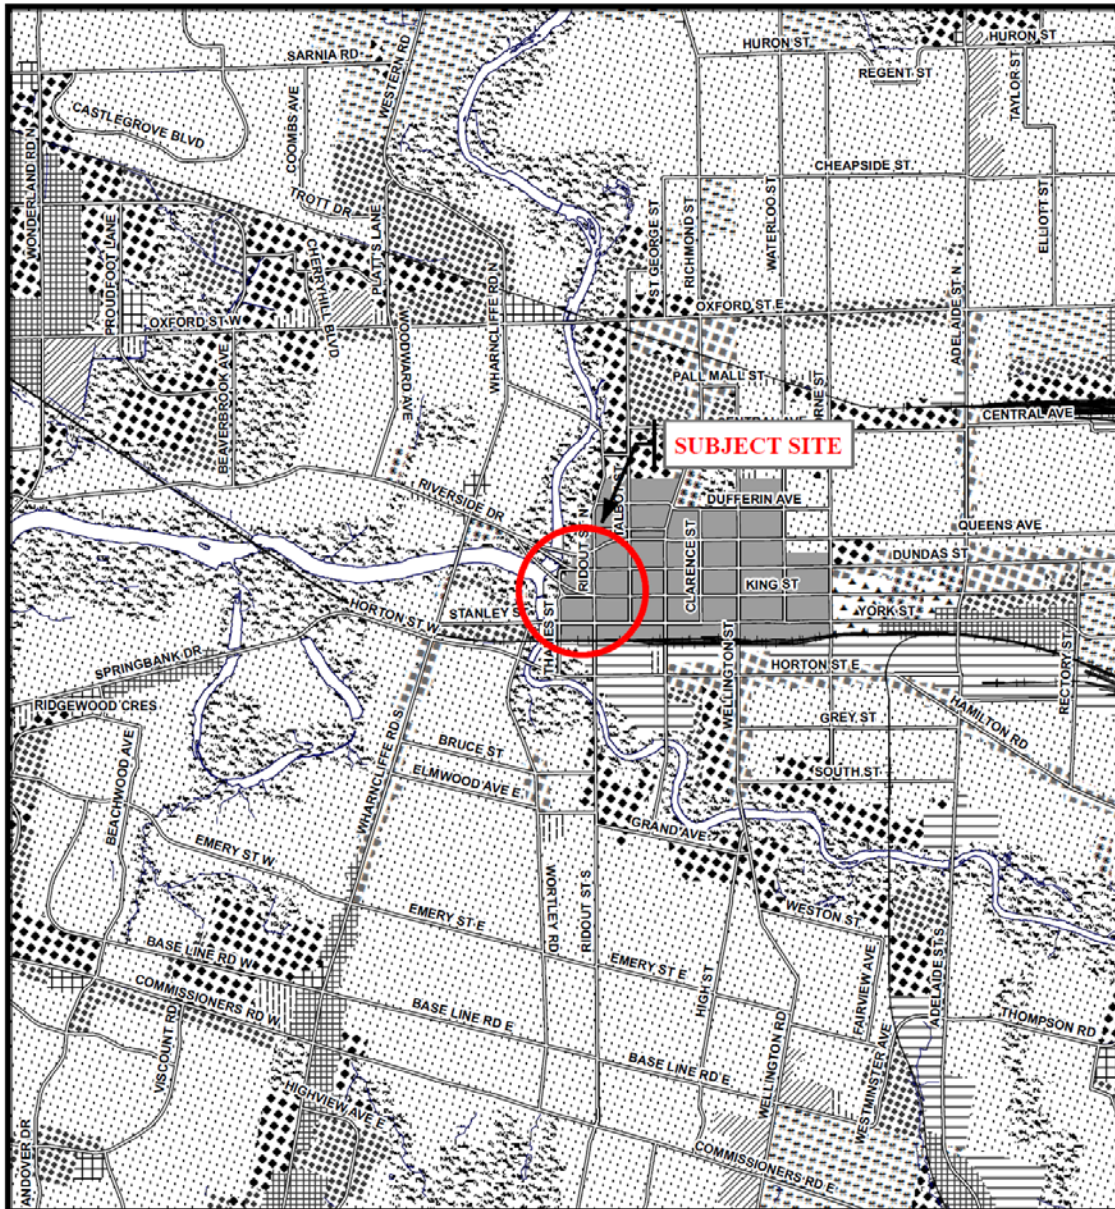 HURON ST
HURON ST
SARNIA RD
WESTERN RD
REGENT ST
TAYLOR ST
CASTLEGROVE BLVD
COOMBS AVE
CHEAPSIDE ST
WONDERLAND RD N
TROTT DR
PLATT'S LANE
ST GEORGE ST
RICHMOND ST
WATERLOO ST
ELLIOTT ST
PROUDFOOT LANE
CHERRYHILL BLVD
WHARNCLIFFE RD N
ADELAIDE ST N
OXFORD ST W
OXFORD ST E
BEAVERBROOK AVE
WOODWARD AVE
PALL MALL ST
CENTRAL AVE
SUBJECT SITE
RIVERSIDE DR
TALBOT
DUFFERIN AVE
QUEENS AVE
RIDOUT ST N
CLARENCE ST
DUNDAS ST
KING ST
HORTON ST W
STANLEY ST
THAMES ST
YORK ST
SPRINGBANK DR
WELLINGTON ST
HORTON ST E
RECTORY ST
RIDGEWOOD CRES
GREY ST
HAMILTON RD
BEACHWOOD AVE
WHARNCLIFFE RD S
BRUCE ST
ELMWOOD AVE E
SOUTH ST
GRAND AVE
EMERY ST W
WORTLEY RD
RIDOUT ST S
EMERY ST E
WESTON ST
BASE LINE RD W
EMERY ST E
HIGH ST
FAIRVIEW AVE
ADELAIDE ST S
COMMISSIONERS RD W
VISCOUNT RD
BASE LINE RD E
THOMPSON RD
WELLINGTON RD
WESTMINSTER AVE
BASE LINE RD E
HIGHVIEW AVE E
ANDOVER DR
COMMISSIONERS RD E